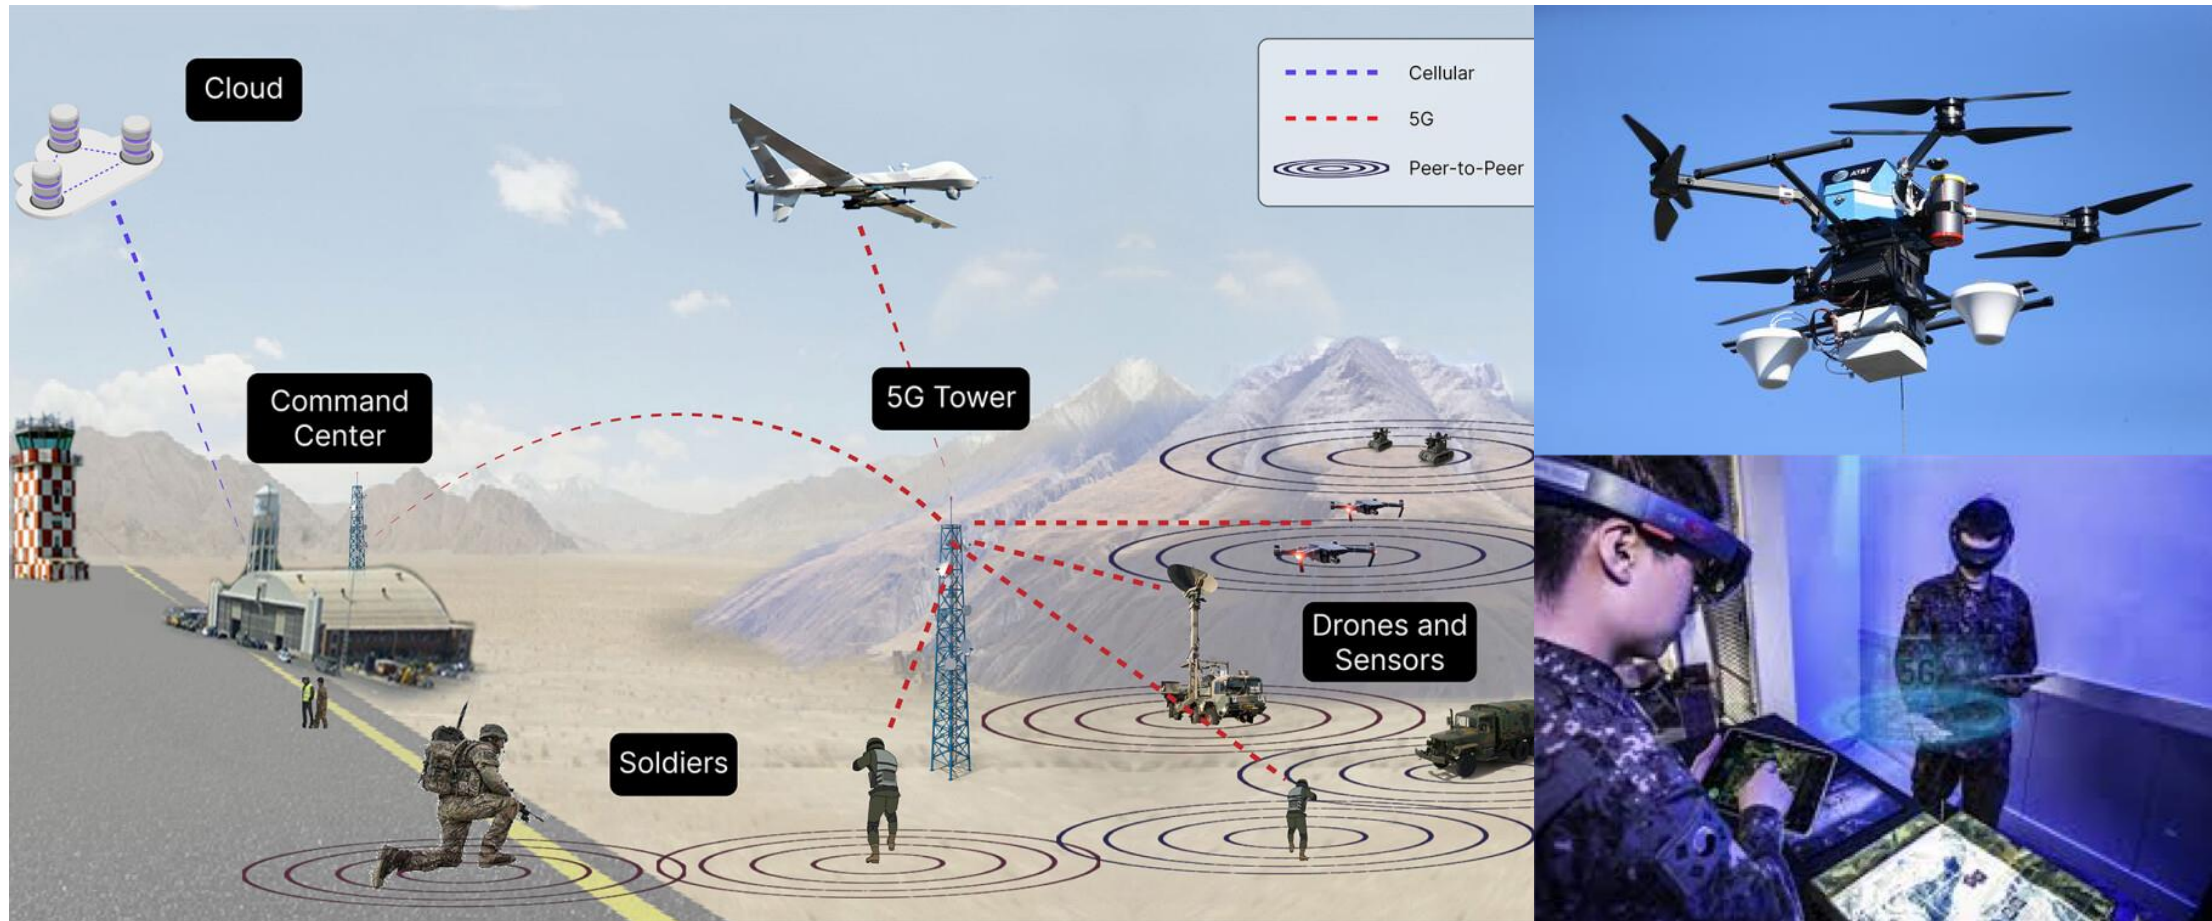 Cloud
Cellular
5G
Peer-to-Peer
AT&T
Command
Center
5G Tower
Drones and
Sensors
5G
Soldiers